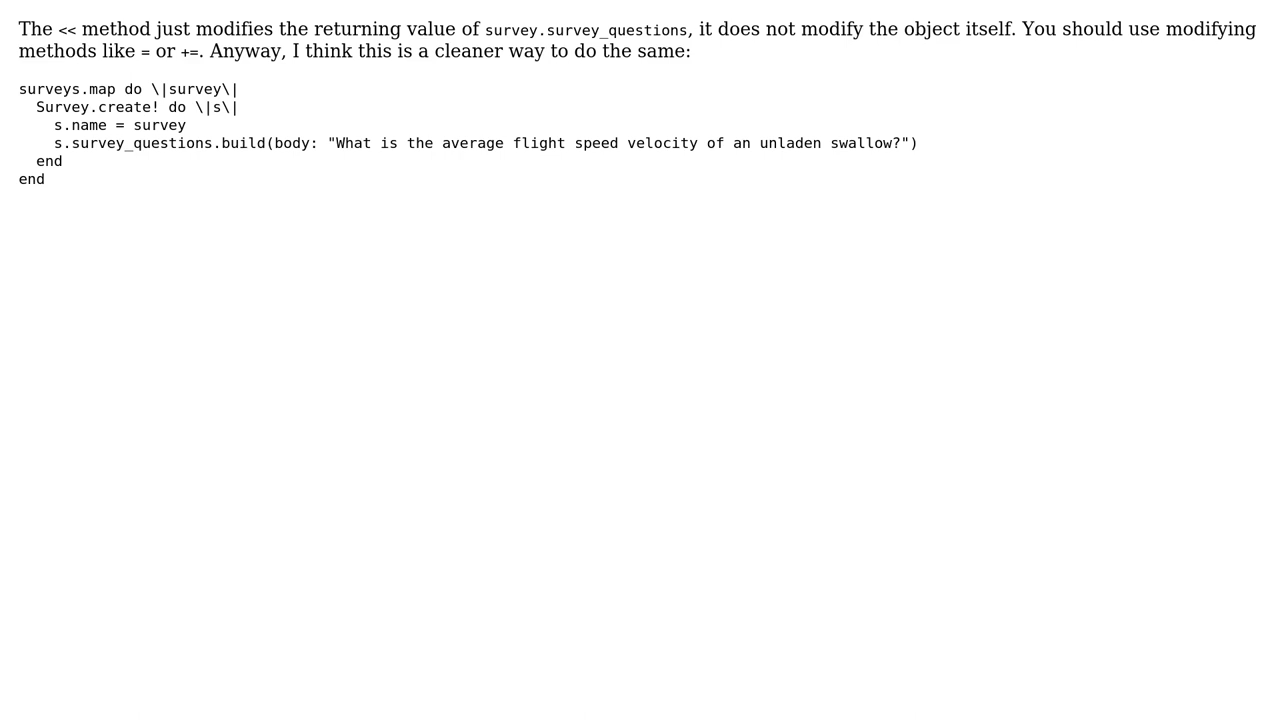 The << method just modifies the returning value of survey.survey_questions, it does not modify the object itself. You should use modifying
methods like = or +=. Anyway, I think this is a cleaner way to do the same:
surveys.map do \|survey\|
  Survey.create! do \|s\|
    s.name = survey
    s.survey_questions.build(body: "What is the average flight speed velocity of an unladen swallow?")
  end
end